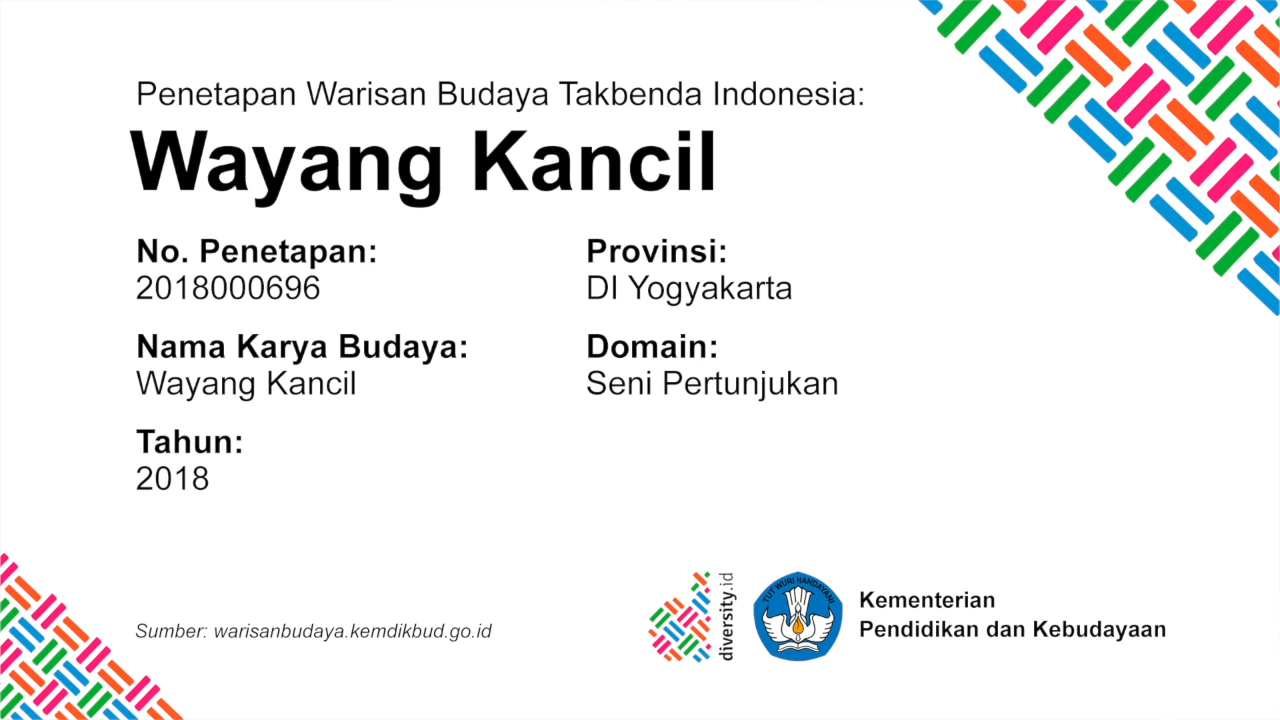 Penetapan Warisan Budaya Takbenda Indonesia:
Wayang Kancil
No. Penetapan:
2018000696
Provinsi:
DI Yogyakarta
Nama Karya Budaya:
Wayang Kancil
Domain:
Seni Pertunjukan
Tahun:
2018
Sumber: warisanbudaya.kemdikbud.go.id
diversity.id
TUT WURI HANDAYANI
Kementerian
Pendidikan dan Kebudayaan